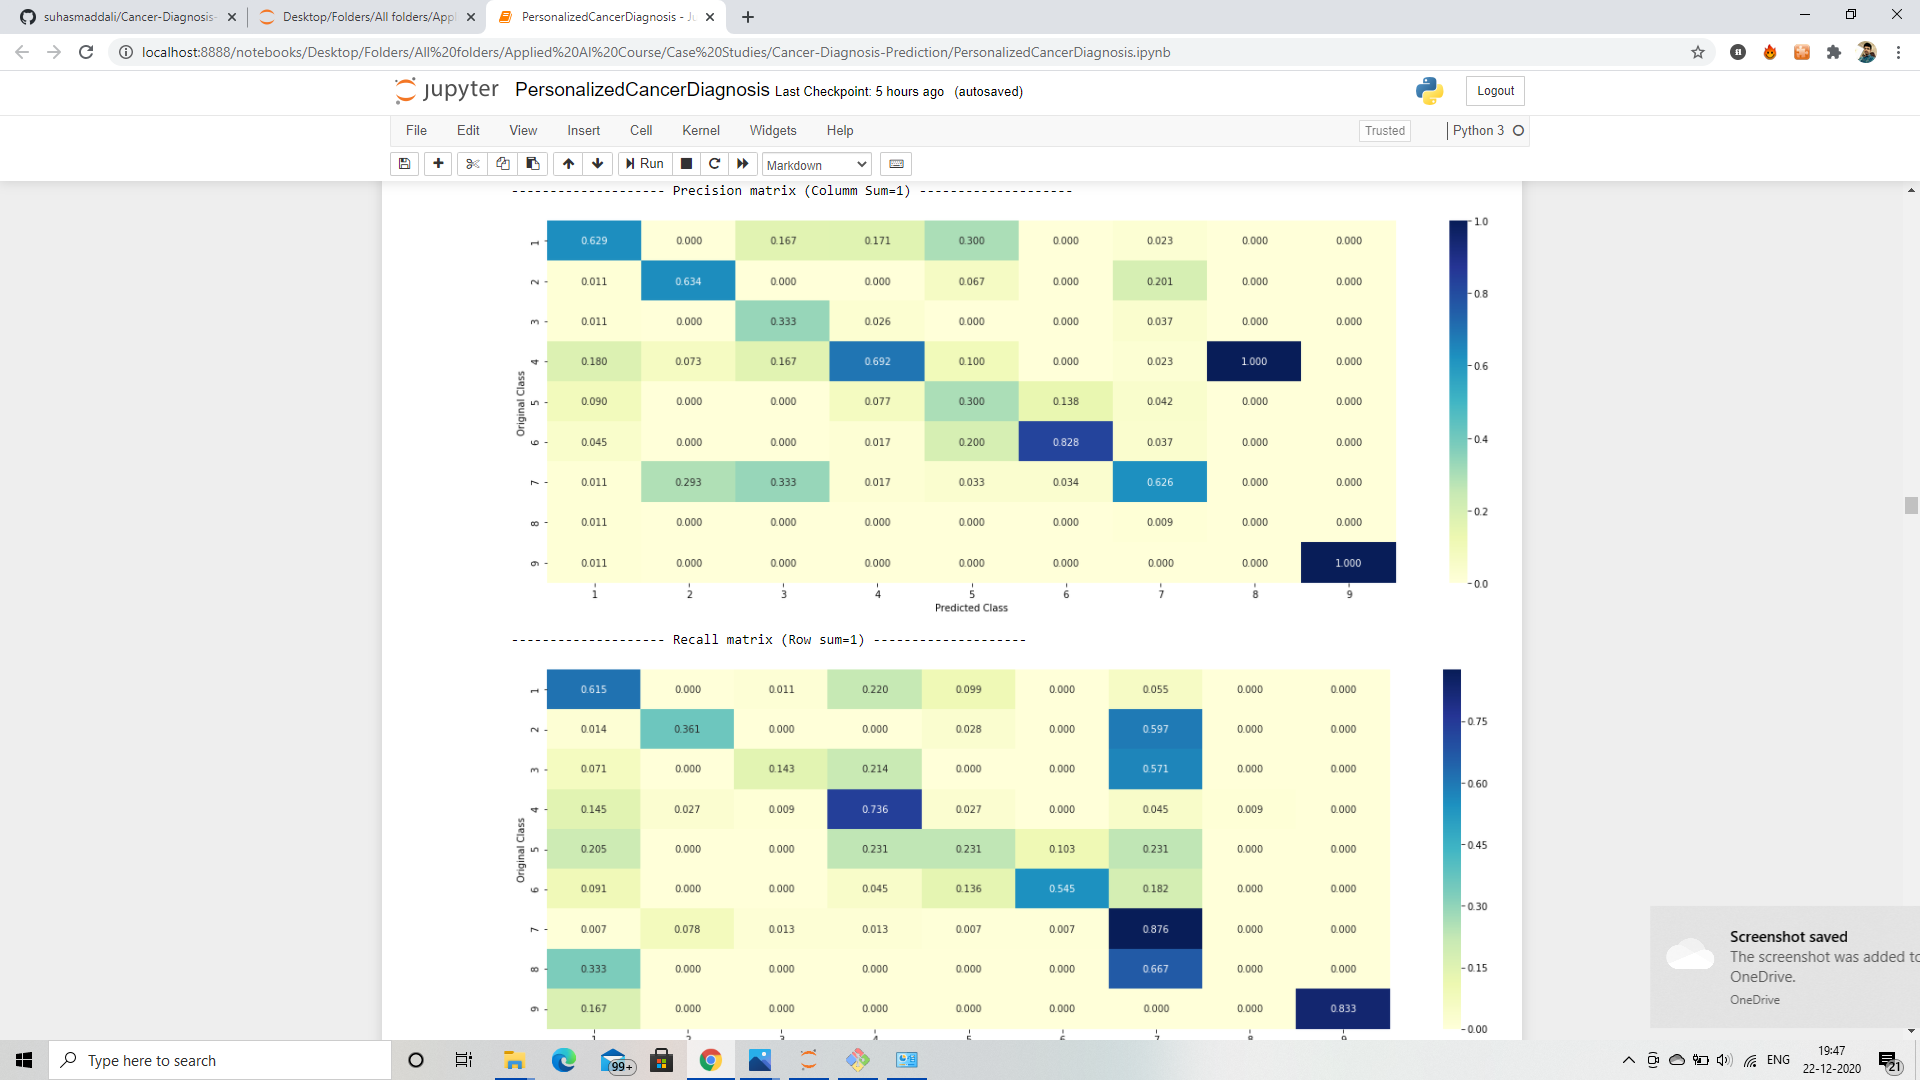 suhasmaddali/Cancer-Diagnosis-
Desktop/Folders/All folders/Appl
PersonalizedCancerDiagnosis - Ju
localhost:8888/notebooks/Desktop/Folders/All%20folders/Applied%20AI%20Course/Case%20Studies/Cancer-Diagnosis-Prediction/PersonalizedCancerDiagnosis.ipynb
jupyter PersonalizedCancerDiagnosis Last Checkpoint: 5 hours ago (autosaved)
Logout
File Edit View Insert Cell Kernel Widgets Help
Trusted
Python 3
Run
Markdown
-------------------- Precision matrix (Columm Sum=1) --------------------
1 0.629 0.000 0.167 0.171 0.300 0.000 0.023 0.000 0.000
2 0.011 0.634 0.000 0.000 0.067 0.000 0.201 0.000 0.000
3 0.011 0.000 0.333 0.026 0.000 0.000 0.037 0.000 0.000
4 0.180 0.073 0.167 0.692 0.100 0.000 0.023 1.000 0.000
5 0.090 0.000 0.000 0.077 0.300 0.138 0.042 0.000 0.000
6 0.045 0.000 0.000 0.017 0.200 0.828 0.037 0.000 0.000
7 0.011 0.293 0.333 0.017 0.033 0.034 0.626 0.000 0.000
8 0.011 0.000 0.000 0.000 0.000 0.000 0.009 0.000 0.000
9 0.011 0.000 0.000 0.000 0.000 0.000 0.000 0.000 1.000
1 2 3 4 5 6 7 8 9
Original Class
Predicted Class
1.0
0.8
0.6
0.4
0.2
0.0
-------------------- Recall matrix (Row sum=1) --------------------
1 0.615 0.000 0.011 0.220 0.099 0.000 0.055 0.000 0.000
2 0.014 0.361 0.000 0.000 0.028 0.000 0.597 0.000 0.000
3 0.071 0.000 0.143 0.214 0.000 0.000 0.571 0.000 0.000
4 0.145 0.027 0.009 0.736 0.027 0.000 0.045 0.009 0.000
5 0.205 0.000 0.000 0.231 0.231 0.103 0.231 0.000 0.000
6 0.091 0.000 0.000 0.045 0.136 0.545 0.182 0.000 0.000
7 0.007 0.078 0.013 0.013 0.007 0.007 0.876 0.000 0.000
8 0.333 0.000 0.000 0.000 0.000 0.000 0.667 0.000 0.000
9 0.167 0.000 0.000 0.000 0.000 0.000 0.000 0.000 0.833
Original Class
0.75
0.60
0.45
0.30
0.15
0.00
Screenshot saved
The screenshot was added to
OneDrive.
OneDrive
Type here to search
99+
ENG
19:47
22-12-2020
21